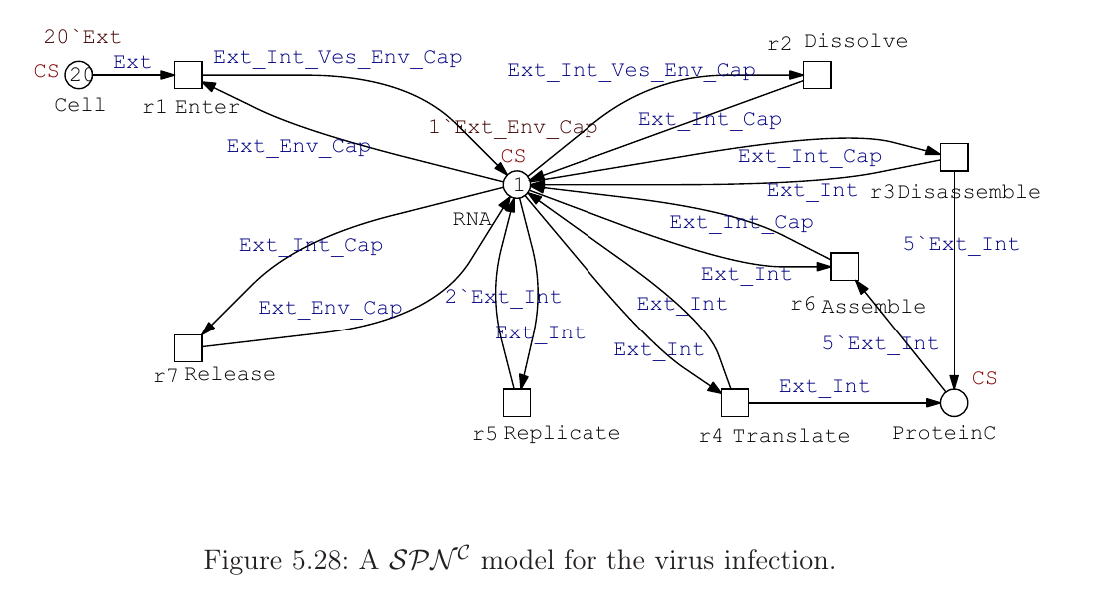 20`Ext
r2 Dissolve
Ext
Ext_Int_Ves_Env_Cap
CS
20
Ext_Int_Ves_Env_Cap
Cell
r1 Enter
Ext_Int_Cap
1`Ext_Env_Cap
Ext_Env_Cap
CS
Ext_Int_Cap
1
Ext_Int
r3 Disassemble
RNA
Ext_Int_Cap
Ext_Int_Cap
5`Ext_Int
Ext_Int
Ext_Env_Cap
2`Ext_Int
Ext_Int
r6 Assemble
Ext_Int
Ext_Int
5`Ext_Int
r7 Release
Ext_Int
CS
r5 Replicate
r4 Translate
ProteinC
Figure 5.28: A 𝒮𝒫𝒩^𝒞 model for the virus infection.